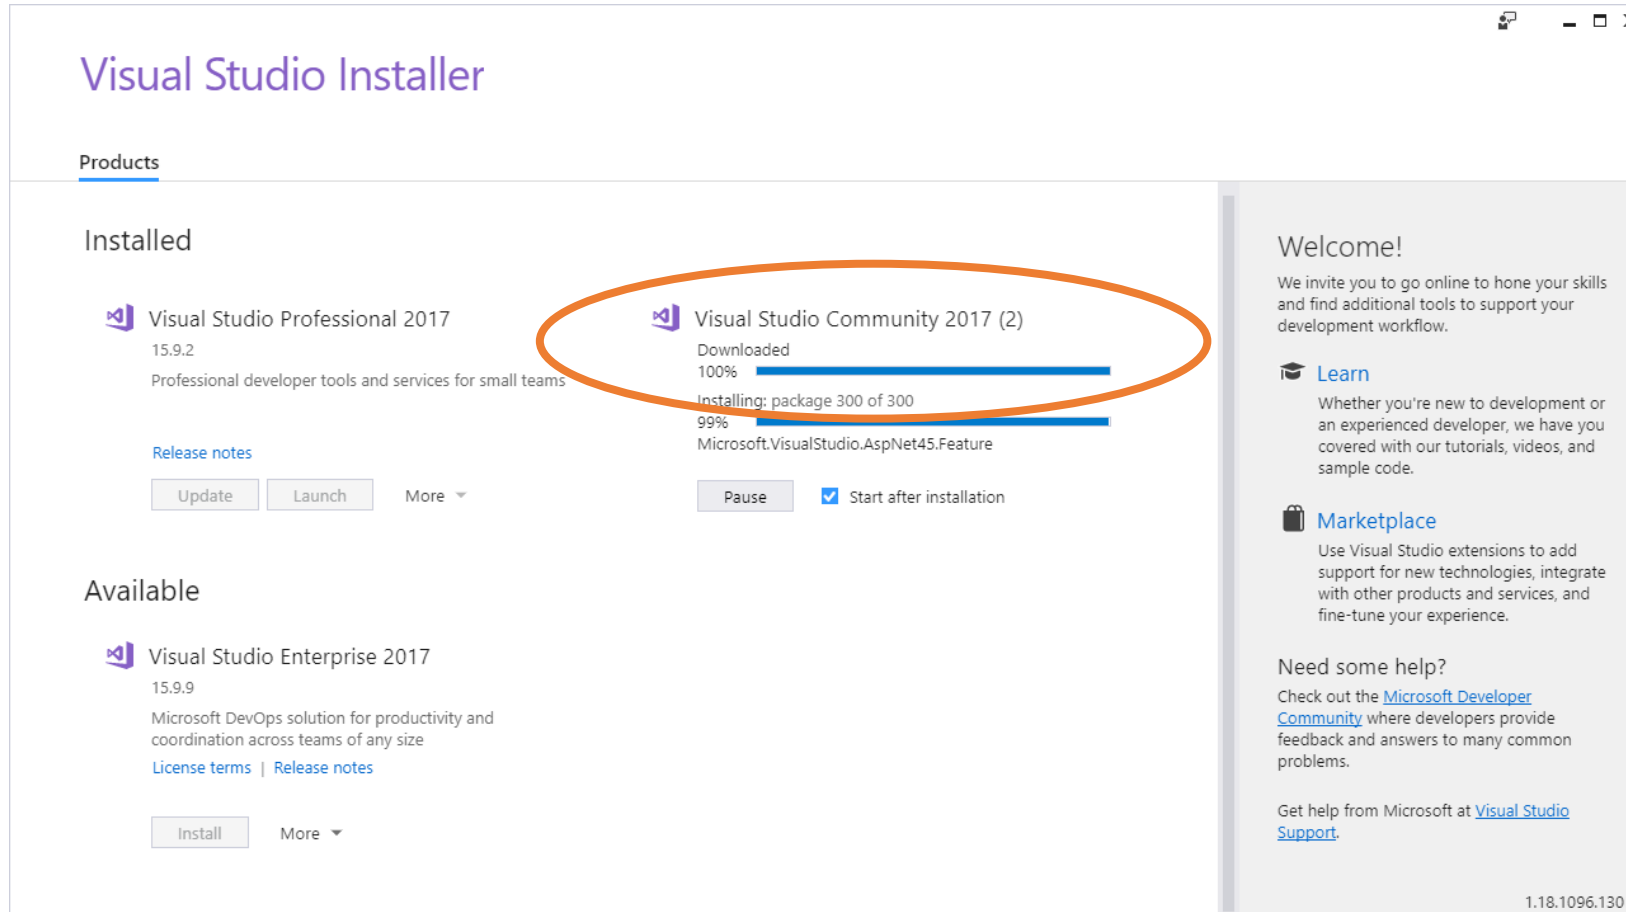 Visual Studio Installer
Products
Installed
Visual Studio Professional 2017
15.9.2
Professional developer tools and services for small teams
Release notes
Update Launch More
Visual Studio Community 2017 (2)
Downloaded
100%
Installing: package 300 of 300
99%
Microsoft.VisualStudio.AspNet45.Feature
Pause Start after installation
Available
Visual Studio Enterprise 2017
15.9.9
Microsoft DevOps solution for productivity and
coordination across teams of any size
License terms | Release notes
Install More
Welcome!
We invite you to go online to hone your skills
and find additional tools to support your
development workflow.
Learn
Whether you're new to development or
an experienced developer, we have you
covered with our tutorials, videos, and
sample code.
Marketplace
Use Visual Studio extensions to add
support for new technologies, integrate
with other products and services, and
fine-tune your experience.
Need some help?
Check out the Microsoft Developer
Community where developers provide
feedback and answers to many common
problems.
Get help from Microsoft at Visual Studio
Support.
1.18.1096.130